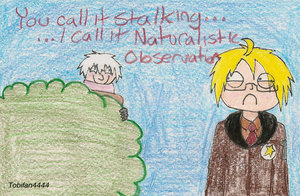 You call it stalking...
...I call it Naturalistic
Observation
Tobifan4444